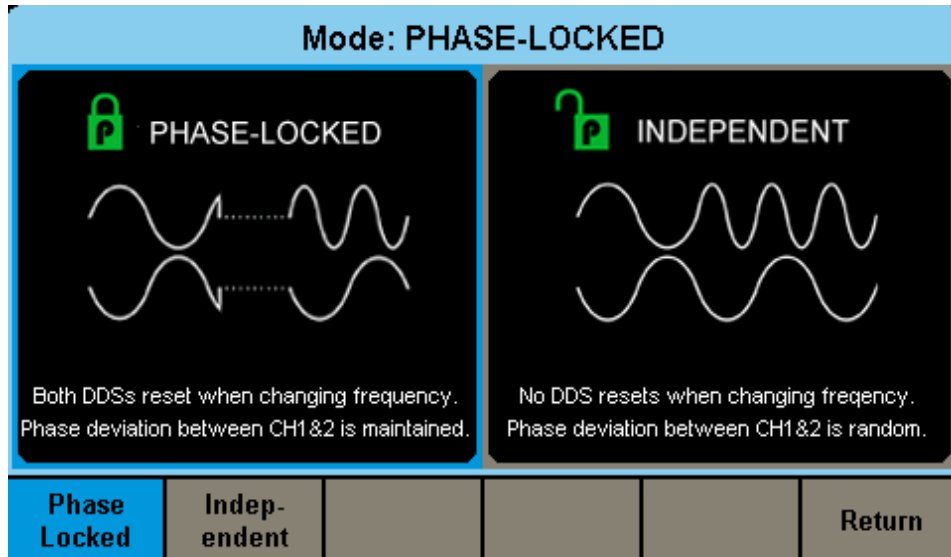 Mode: PHASE-LOCKED
P PHASE-LOCKED
Both DDSs reset when changing frequency.
Phase deviation between CH1&2 is maintained.
P INDEPENDENT
No DDS resets when changing freqency.
Phase deviation between CH1&2 is random.
Phase
Locked
Indep-
endent
Return